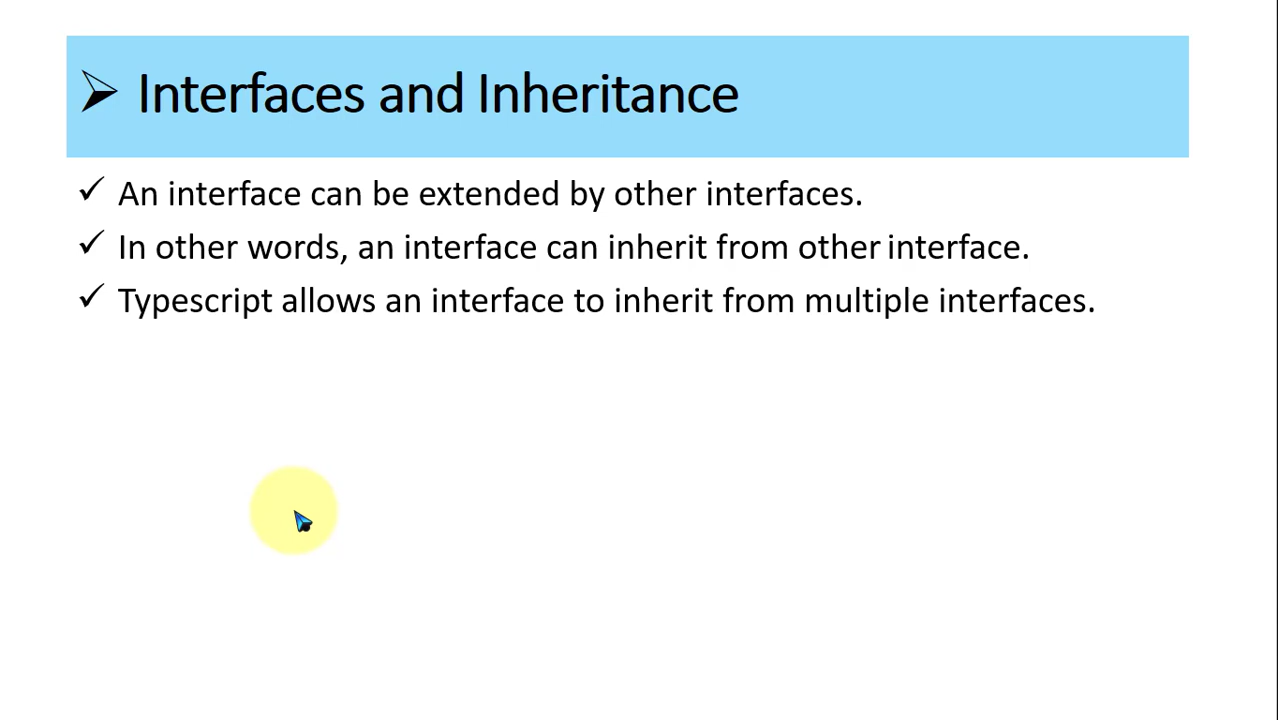 Interfaces and Inheritance
An interface can be extended by other interfaces.
In other words, an interface can inherit from other interface.
Typescript allows an interface to inherit from multiple interfaces.